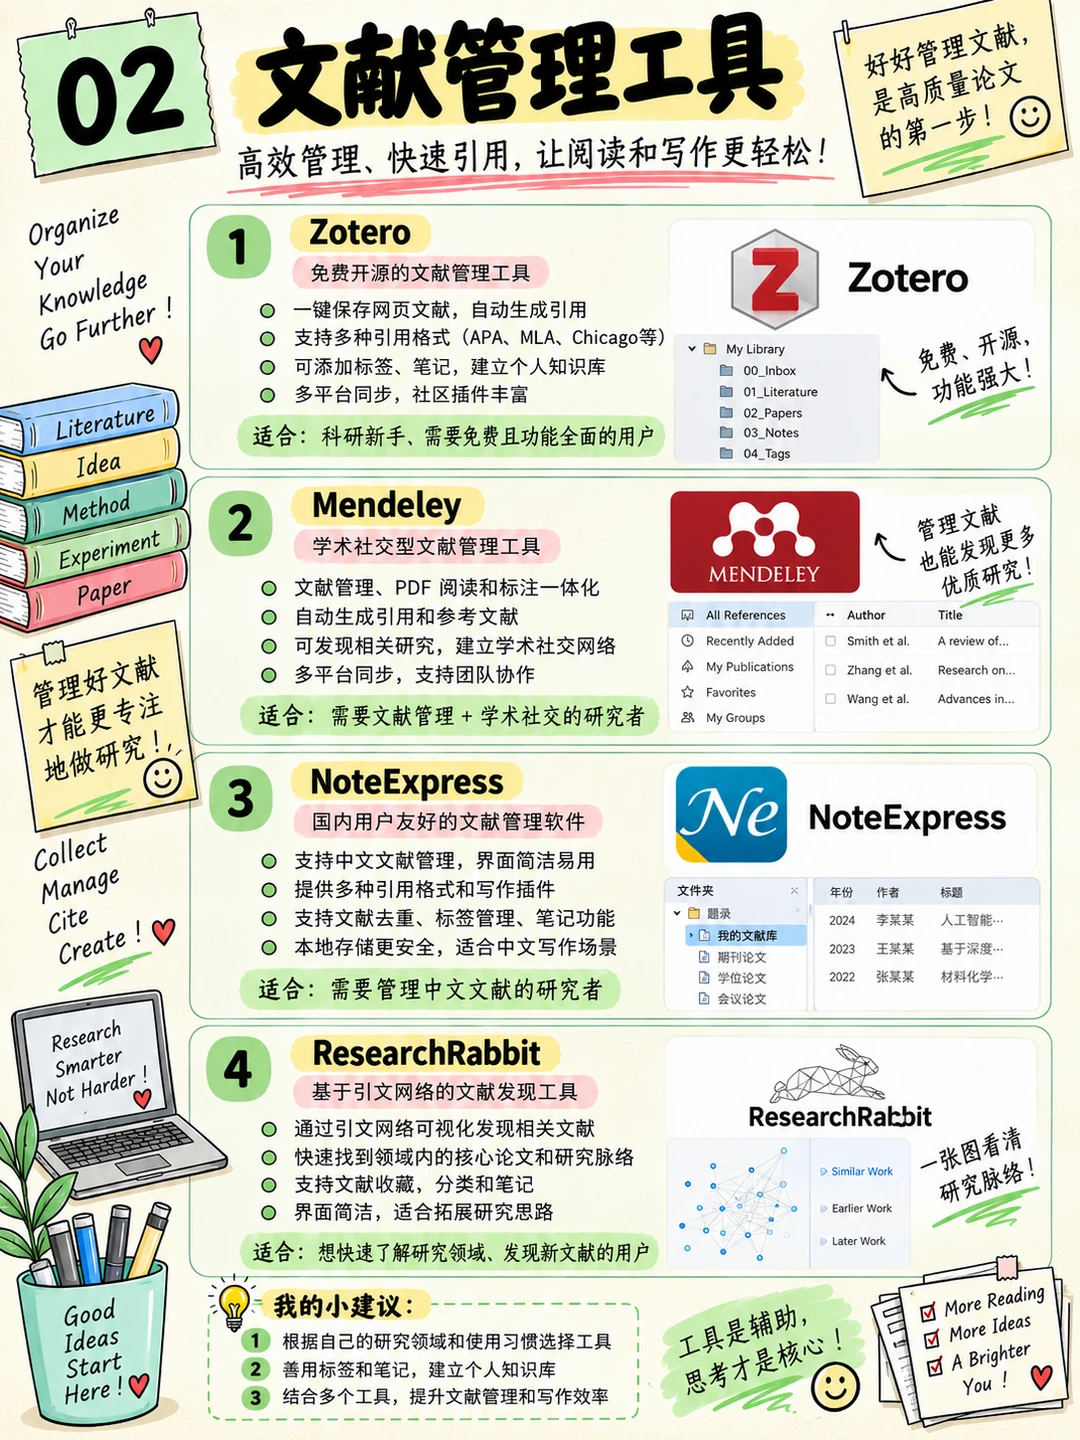 02
文献管理工具
高效管理、快速引用，让阅读和写作更轻松！
好好管理文献，
是高质量论文
的第一步！
Organize
Your
Knowledge
Go Further !
Literature
Idea
Method
Experiment
Paper
管理好文献
才能更专注
地做研究！
Collect
Manage
Cite
Create !
Research
Smarter
Not Harder !
Good
Ideas
Start
Here !
1
Zotero
免费开源的文献管理工具
一键保存网页文献，自动生成引用
支持多种引用格式（APA、MLA、Chicago等）
可添加标签、笔记，建立个人知识库
多平台同步，社区插件丰富
适合：科研新手、需要免费且功能全面的用户
Z
Zotero
My Library
00_Inbox
01_Literature
02_Papers
03_Notes
04_Tags
免费、开源，
功能强大！
2
Mendeley
学术社交型文献管理工具
文献管理、PDF 阅读和标注一体化
自动生成引用和参考文献
可发现相关研究，建立学术社交网络
多平台同步，支持团队协作
适合：需要文献管理 + 学术社交的研究者
MENDELEY
管理文献
也能发现更多
优质研究！
All References
Recently Added
My Publications
Favorites
My Groups
Author Title
Smith et al. A review of...
Zhang et al. Research on...
Wang et al. Advances in...
3
NoteExpress
国内用户友好的文献管理软件
支持中文文献管理，界面简洁易用
提供多种引用格式和写作插件
支持文献去重、标签管理、笔记功能
本地存储更安全，适合中文写作场景
适合：需要管理中文文献的研究者
Ne
NoteExpress
文件夹
题录
我的文献库
期刊论文
学位论文
会议论文
年份 作者 标题
2024 李某某 人工智能···
2023 王某某 基于深度···
2022 张某某 材料化学···
4
ResearchRabbit
基于引文网络的文献发现工具
通过引文网络可视化发现相关文献
快速找到领域内的核心论文和研究脉络
支持文献收藏，分类和笔记
界面简洁，适合拓展研究思路
适合：想快速了解研究领域、发现新文献的用户
ResearchRabbit
Similar Work
Earlier Work
Later Work
一张图看清
研究脉络！
我的小建议：
1 根据自己的研究领域和使用习惯选择工具
2 善用标签和笔记，建立个人知识库
3 结合多个工具，提升文献管理和写作效率
工具是辅助，
思考才是核心！
More Reading
More Ideas
A Brighter
You !